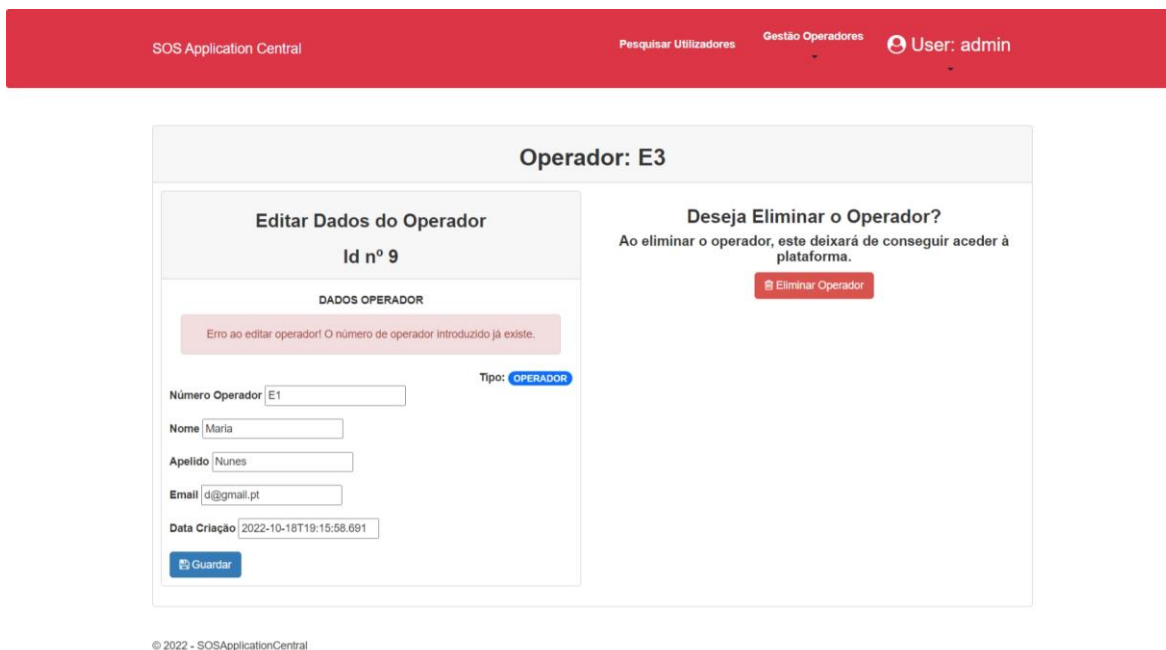 SOS Application Central
Pesquisar Utilizadores
Gestão Operadores
User: admin
Operador: E3
Editar Dados do Operador
Id nº 9
DADOS OPERADOR
Erro ao editar operador! O número de operador introduzido já existe.
Tipo: OPERADOR
Número Operador E1
Nome Maria
Apelido Nunes
Email d@gmail.pt
Data Criação 2022-10-18T19:15:58.691
Guardar
Deseja Eliminar o Operador?
Ao eliminar o operador, este deixará de conseguir aceder à
plataforma.
Eliminar Operador
© 2022 - SOSApplicationCentral